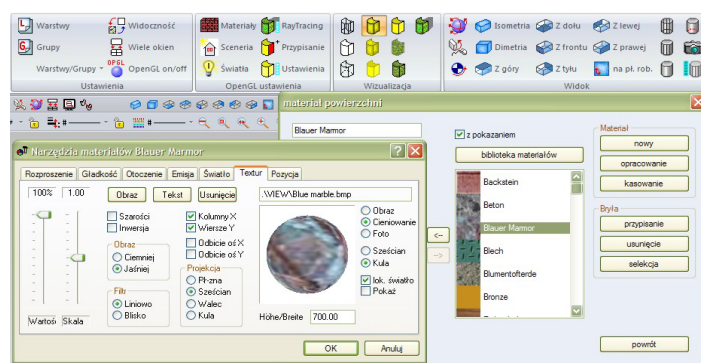 Warstwy Widoczność Materiały RayTracing Isometria Z dołu Z lewej
Grupy Wiele okien Sceneria Przypisanie Dimetria Z frontu Z prawej
Warstwy/Grupy OPGL OpenGL on/off Światła Ustawienia Z góry Z tyłu na pł. rob.
Ustawienia OpenGL ustawienia Wizualizacja Widok
materiał powierzchni
Blauer Marmor
z pokazaniem
biblioteka materiałów
Backstein
Beton
Blauer Marmor
Blech
Blumentofterde
Bronze
Materiał
nowy
opracowanie
kasowanie
Bryła
przypisanie
usunięcie
selekcja
powrót
<--
-->
Narzędzia materiałów Blauer Marmor
Rozproszenie Gładkość Otoczenie Emisja Światło Textur Pozycja
100% 1.00 Obraz Tekst Usunięcie .\VIEW\Blue marble.bmp
Szarości
Inwersja
Kolumny X
Wiersze Y
Odbicie oś X
Odbicie oś Y
Obraz
Ciemniej
Jaśniej
Filtr
Liniowo
Blisko
Projekcja
Pł-zna
Sześcian
Walec
Kula
Obraz
Cieniowanie
Foto
Sześcian
Kula
lok. światło
Pokaż
Wartoś Skala
Höhe/Breite 700.00
OK Anuluj